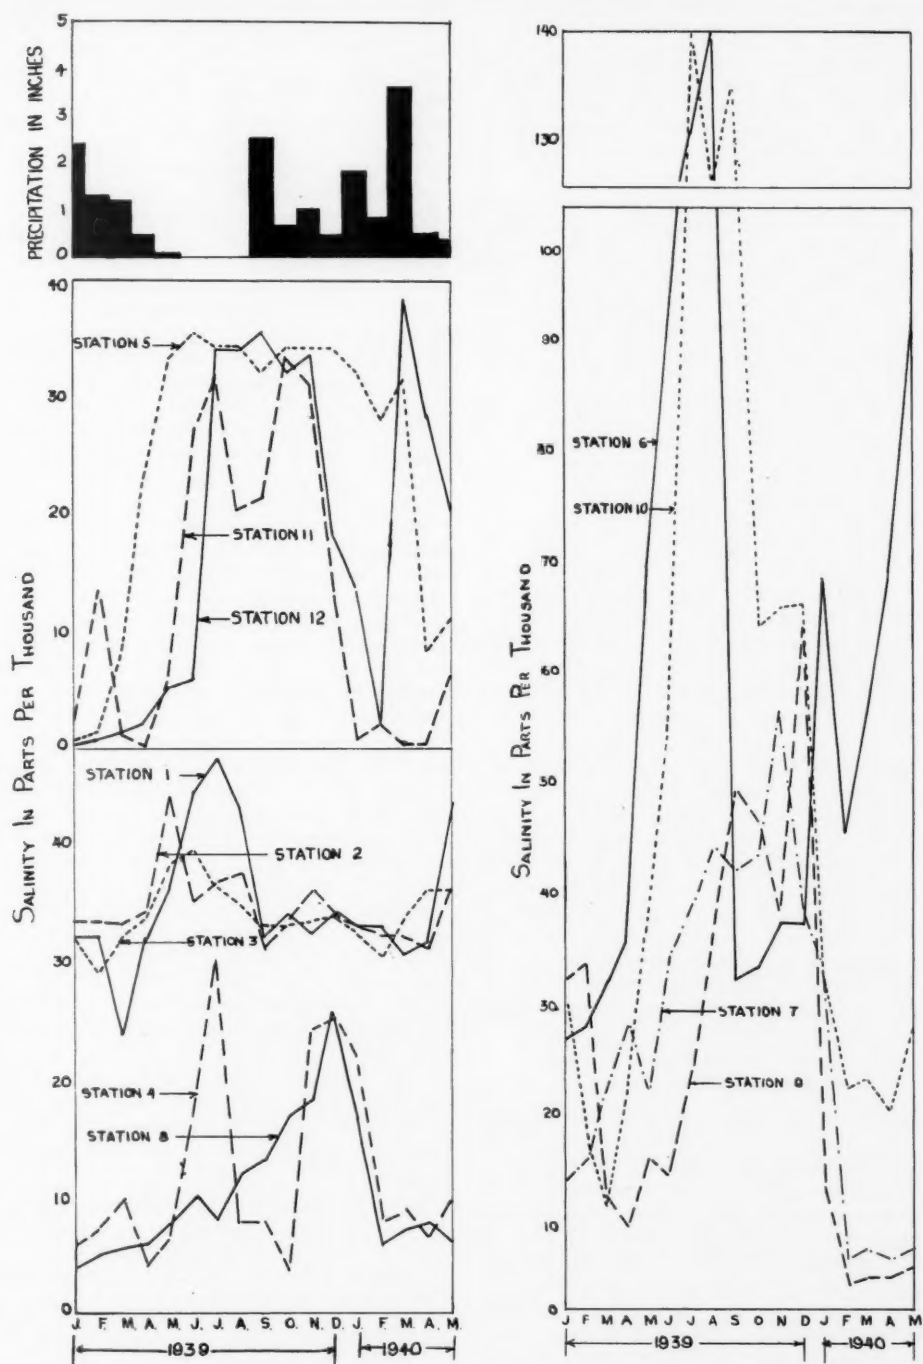 PRECIPITATION IN INCHES
5
4
3
2
1
0
SALINITY IN PARTS PER THOUSAND
40
30
20
10
0
STATION 5
STATION 11
STATION 12
STATION 1
STATION 2
STATION 3
STATION 4
STATION 8
40
30
20
10
0
J. F. M. A. M. J. J. A. S. O. N. D. J. F. M. A. M.
1939 1940
SALINITY IN PARTS PER THOUSAND
140
130
100
90
80
70
60
50
40
30
20
10
0
STATION 6
STATION 10
STATION 7
STATION 9
J F M A M J J A S O N D J F M A M
1939 1940